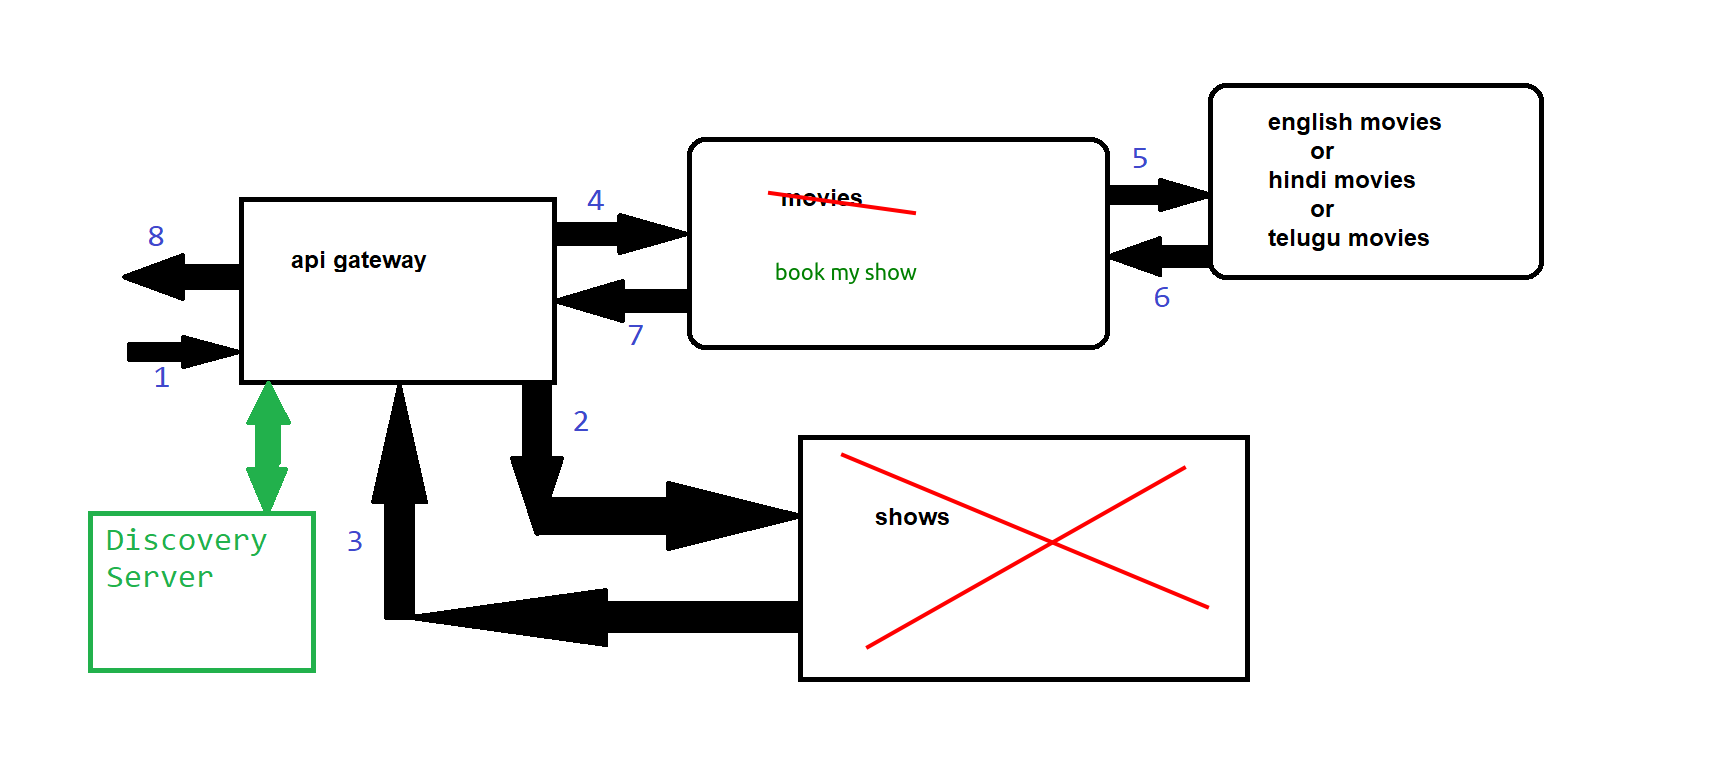 english movies
or
hindi movies
or
telugu movies
5
6
movies
book my show
4
7
api gateway
8
1
2
3
shows
Discovery
Server